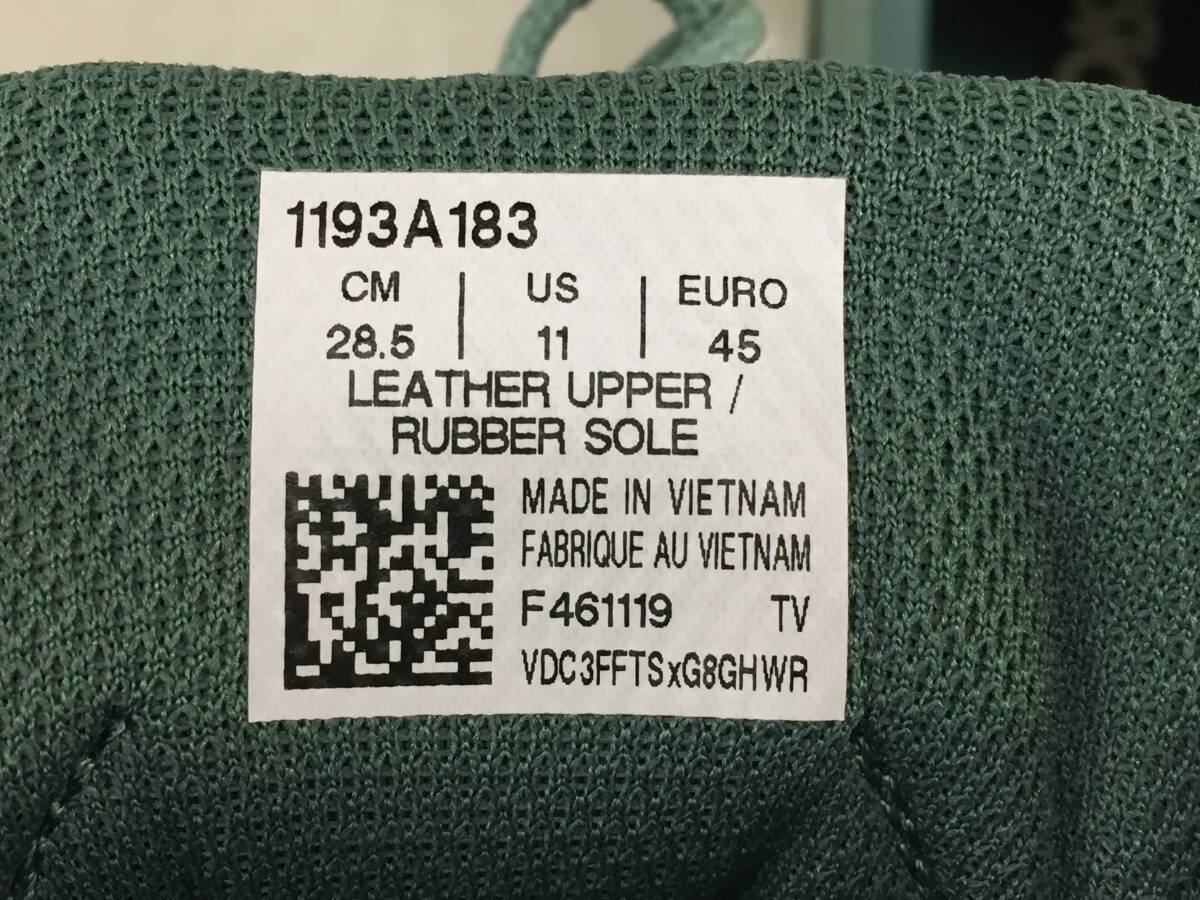 1193A183
CM | US | EURO
28.5 | 11 | 45
LEATHER UPPER /
RUBBER SOLE
MADE IN VIETNAM
FABRIQUE AU VIETNAM
F461119 TV
VDC3FFTSxG8GHWR